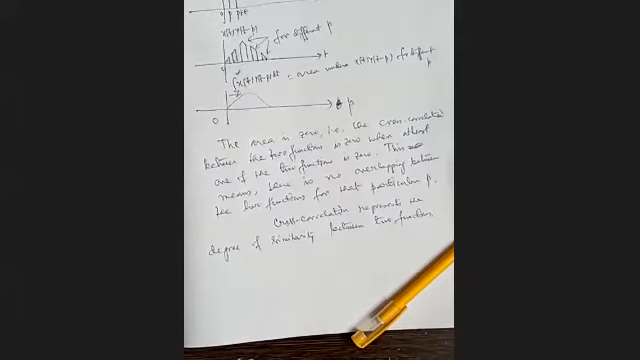 x(t)y(t-p)
for different p
t
∫x(t)y(t-p)dt = area under x(t)y(t-p) for different p
p
0
The area is zero, i.e. the cross-correlation
between the two functions is zero when atleast
one of the two functions is zero. This
means, there is no overlapping between
the two functions for that particular p.
Cross-correlation represents the
degree of similarity between two functions.